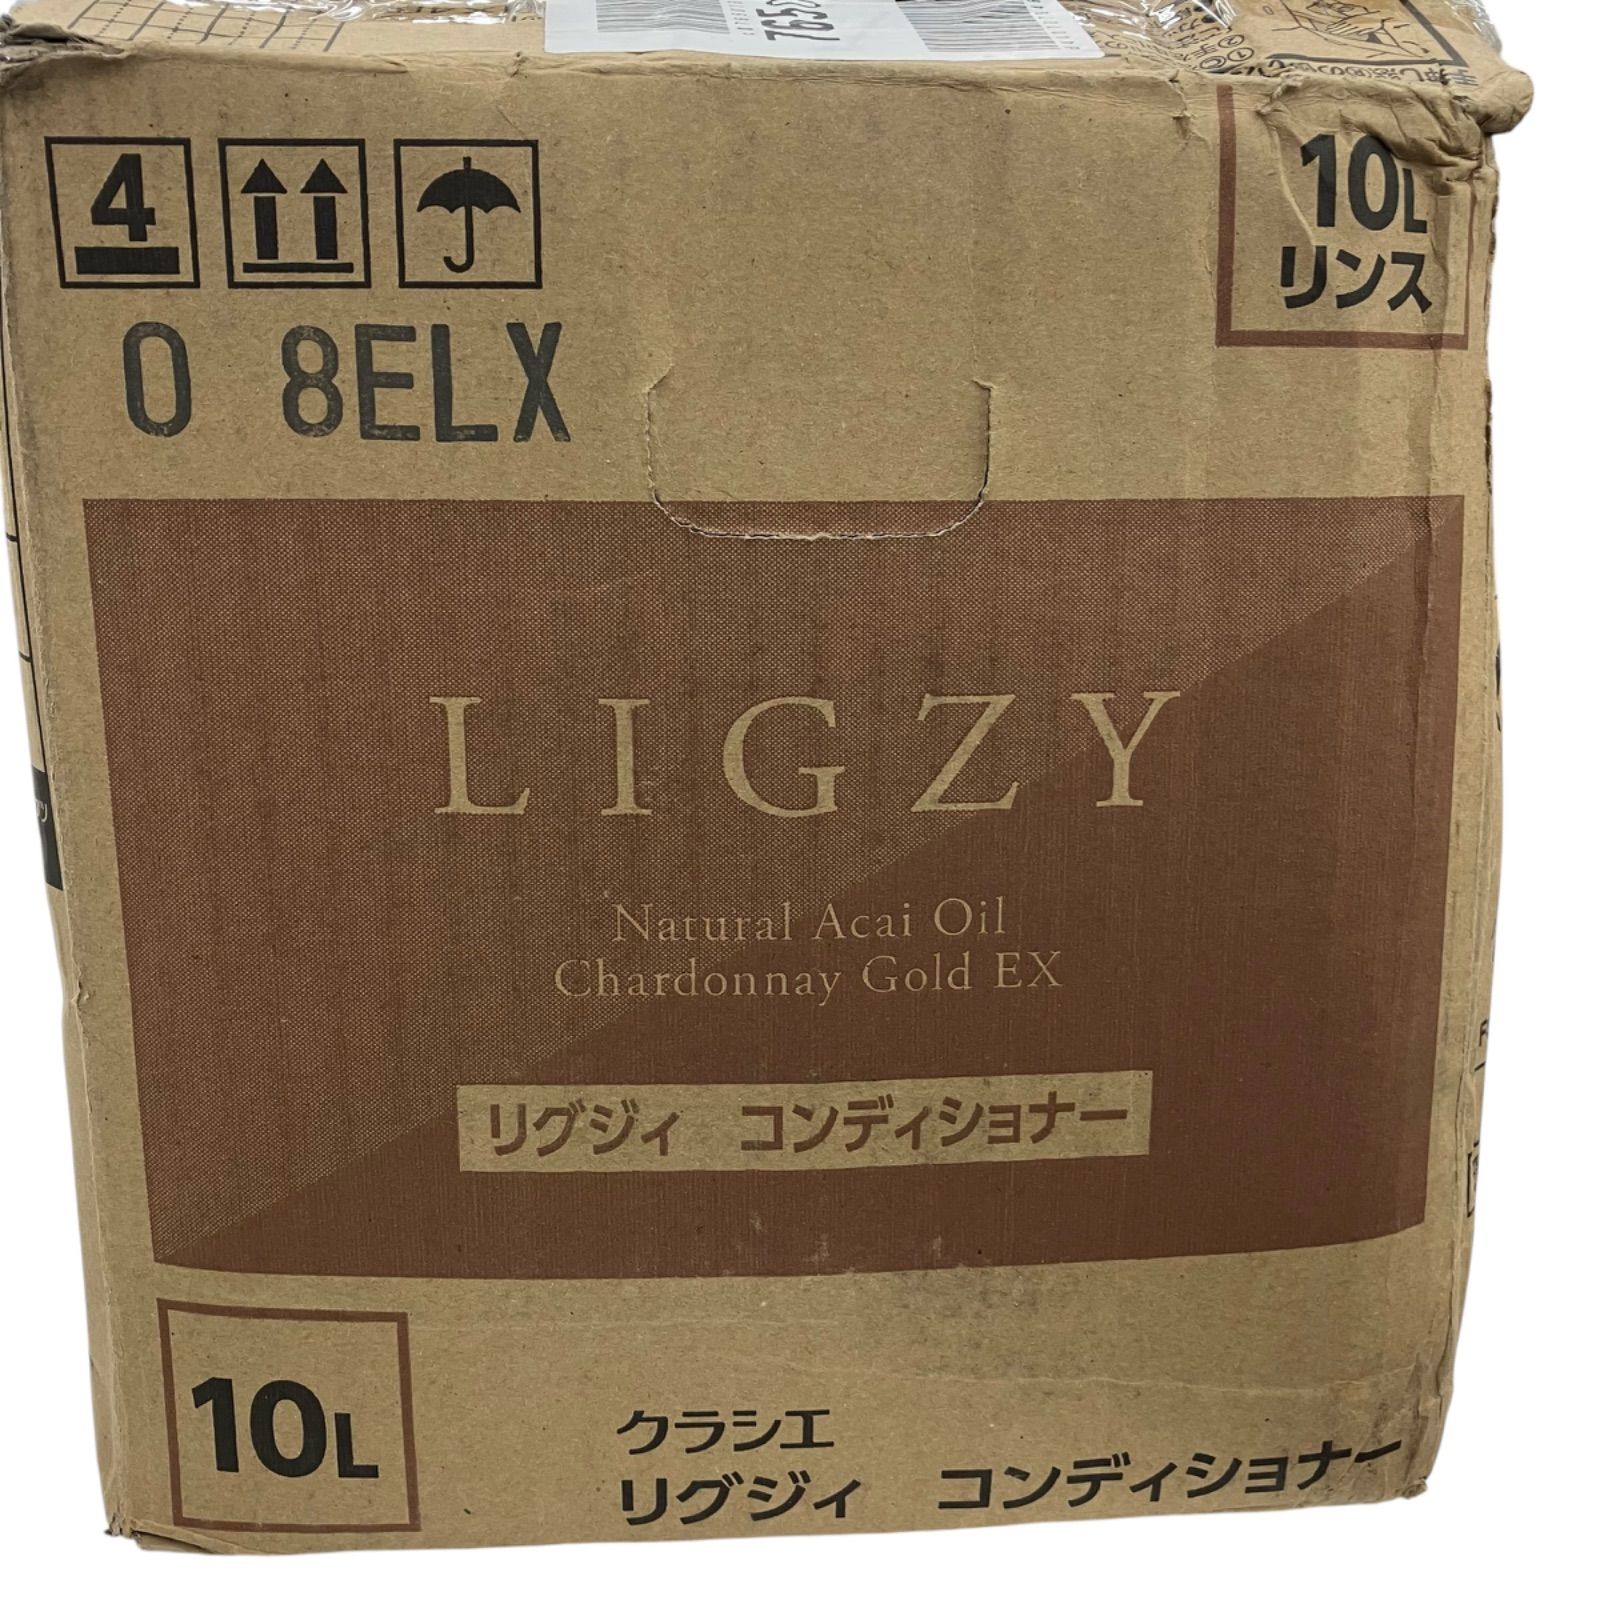 4
10L
リンス
0 8ELX
LIGZY
Natural Acai Oil
Chardonnay Gold EX
リグジィ コンディショナー
10L
クラシエ
リグジィ コンディショナー